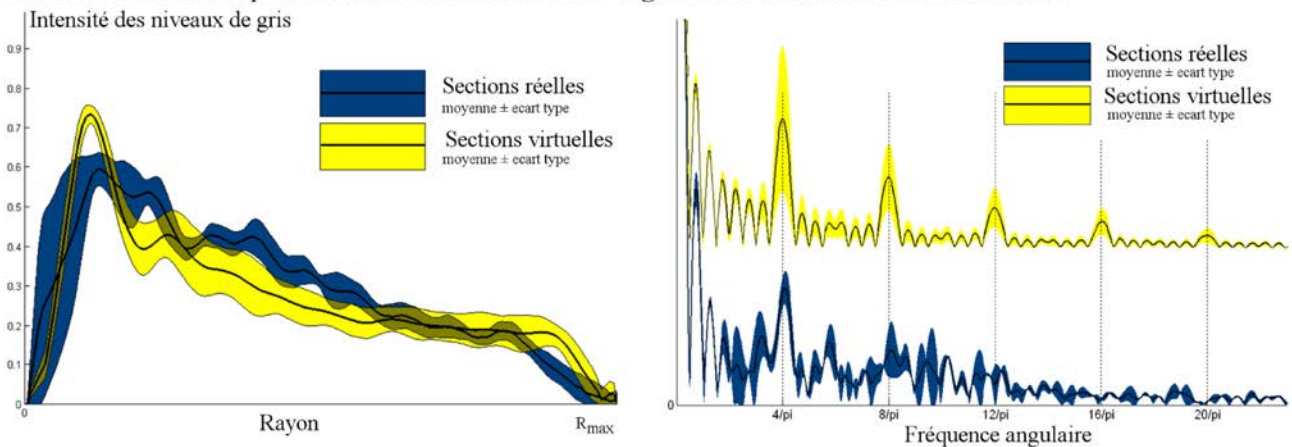 Intensité des niveaux de gris
0.9
0.8
0.7
0.6
0.5
0.4
0.3
0.2
0.1
0
0
Sections réelles
moyenne ± ecart type
Sections virtuelles
moyenne ± ecart type
Rayon
Rmax
Sections réelles
moyenne ± ecart type
Sections virtuelles
moyenne ± ecart type
0
4/pi
8/pi
12/pi
16/pi
20/pi
Fréquence angulaire